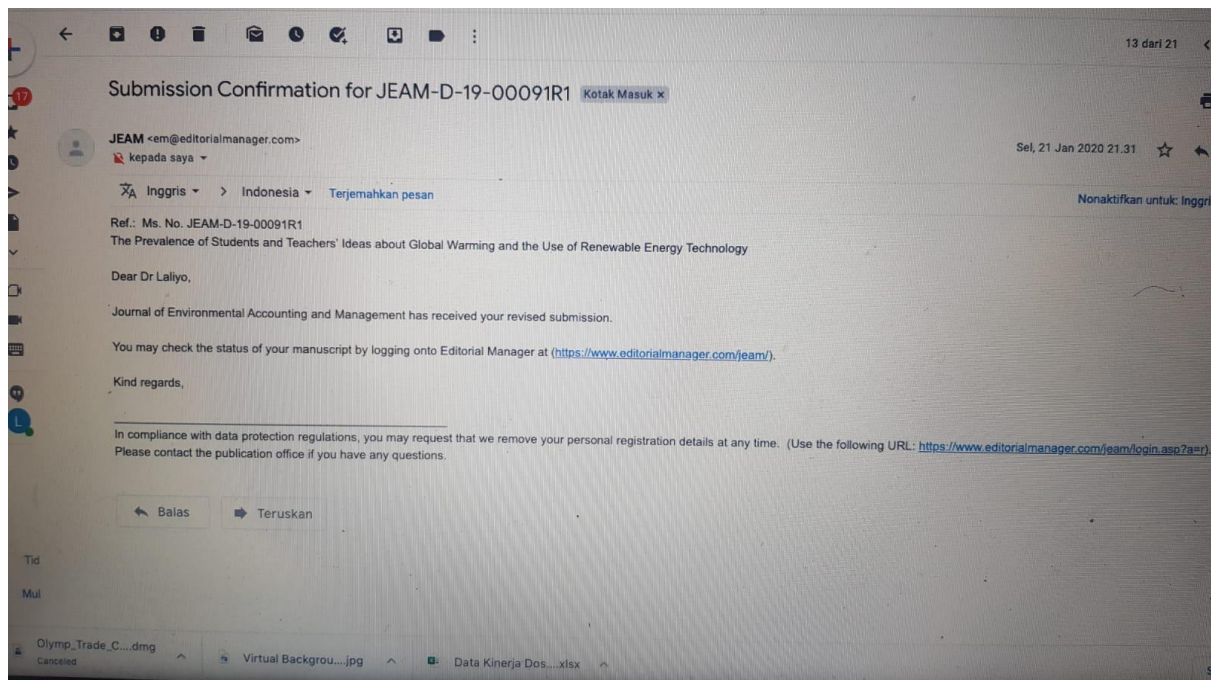 13 dari 21
Submission Confirmation for JEAM-D-19-00091R1 Kotak Masuk ×
17
JEAM <em@editorialmanager.com>
kepada saya
Sel, 21 Jan 2020 21.31
Inggris > Indonesia Terjemahkan pesan
Nonaktifkan untuk: Inggri
Ref.: Ms. No. JEAM-D-19-00091R1
The Prevalence of Students and Teachers' Ideas about Global Warming and the Use of Renewable Energy Technology
Dear Dr Laliyo,
Journal of Environmental Accounting and Management has received your revised submission.
You may check the status of your manuscript by logging onto Editorial Manager at (https://www.editorialmanager.com/jeam/).
Kind regards,
L
In compliance with data protection regulations, you may request that we remove your personal registration details at any time. (Use the following URL: https://www.editorialmanager.com/jeam/login.asp?a=r).
Please contact the publication office if you have any questions.
Balas Teruskan
Tid
Mul
Olymp_Trade_C....dmg
Canceled
Virtual Backgrou....jpg
Data Kinerja Dos....xlsx